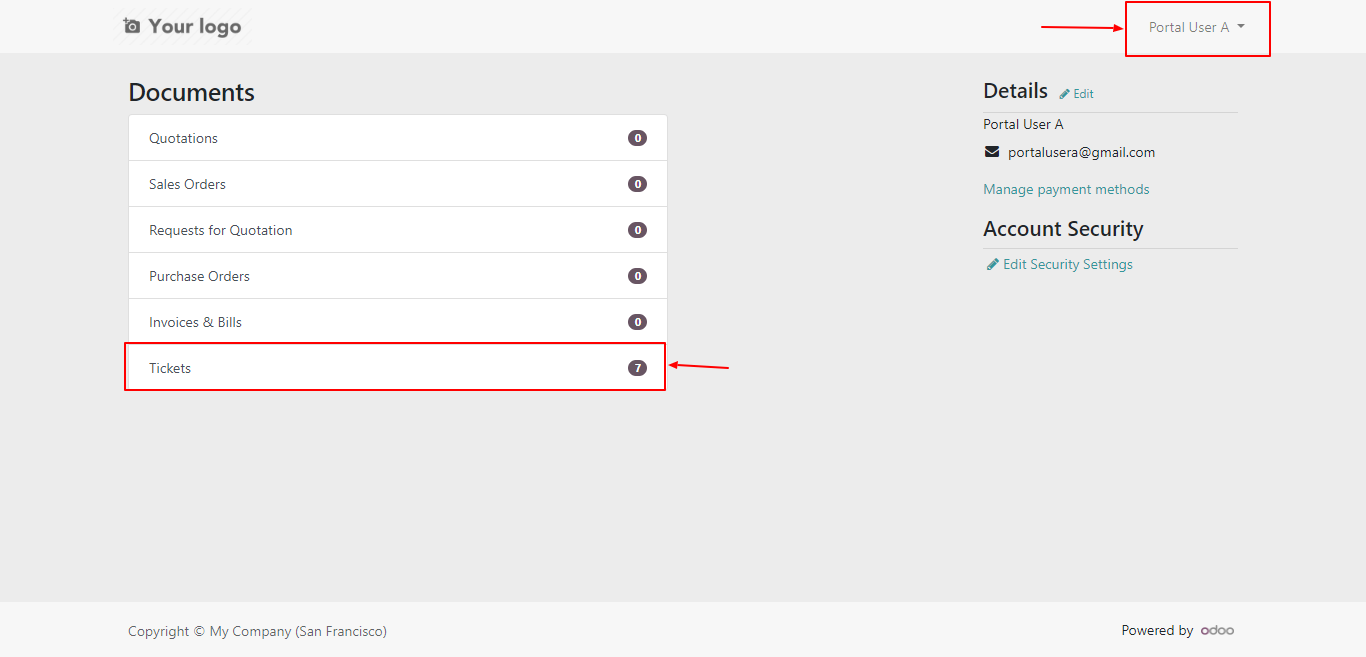 Your logo
Portal User A
Documents
Quotations 0
Sales Orders 0
Requests for Quotation 0
Purchase Orders 0
Invoices & Bills 0
Tickets 7
Details Edit
Portal User A
portalusera@gmail.com
Manage payment methods
Account Security
Edit Security Settings
Copyright © My Company (San Francisco)
Powered by odoo